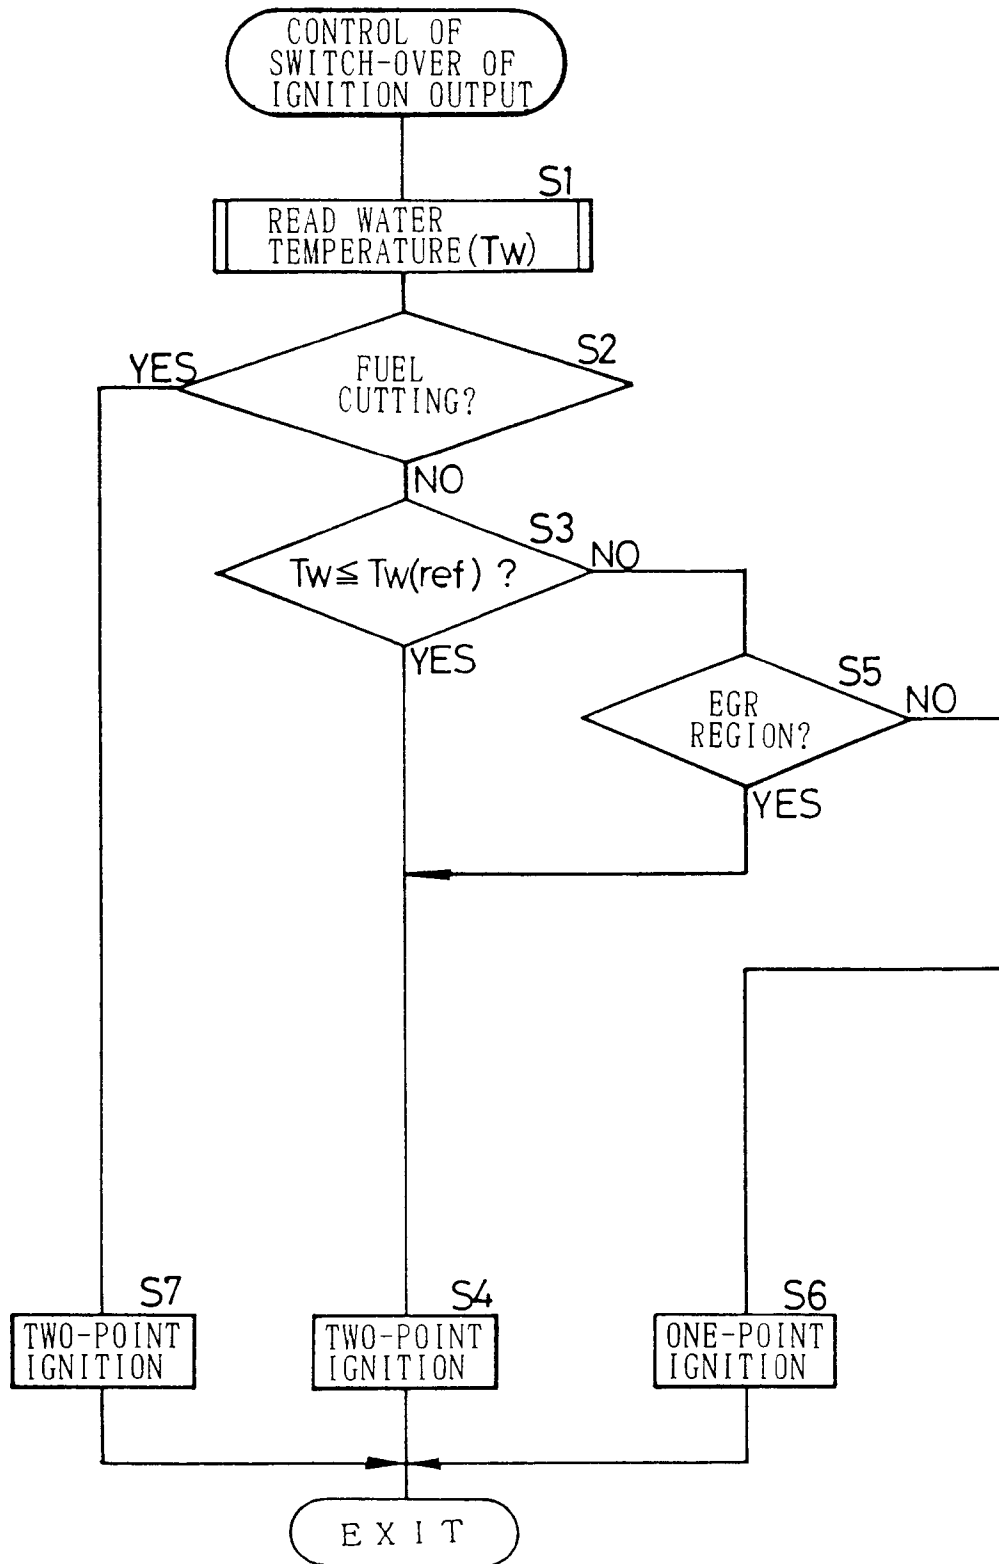 CONTROL OF
SWITCH-OVER OF
IGNITION OUTPUT
S1
READ WATER
TEMPERATURE(Tw)
S2
YES
FUEL
CUTTING?
NO
S3
Tw≦Tw(ref) ?
NO
YES
S5
EGR
REGION?
NO
YES
S7
TWO-POINT
IGNITION
S4
TWO-POINT
IGNITION
S6
ONE-POINT
IGNITION
EXIT